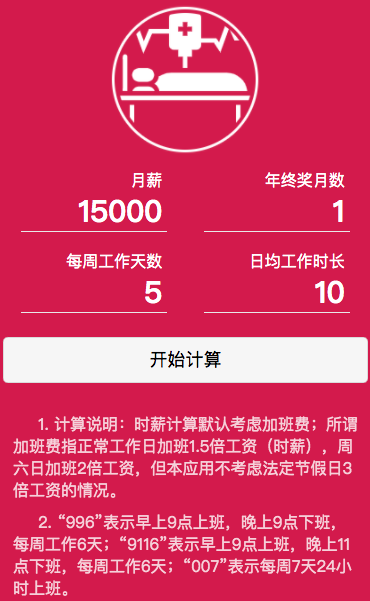 月薪 年终奖月数
15000 1
每周工作天数 日均工作时长
5 10
开始计算
1. 计算说明：时薪计算默认考虑加班费；所谓
加班费指正常工作日加班1.5倍工资（时薪），周
六日加班2倍工资，但本应用不考虑法定节假日3
倍工资的情况。
2. “996”表示早上9点上班，晚上9点下班，
每周工作6天；“9116”表示早上9点上班，晚上11
点下班，每周工作6天；“007”表示每周7天24小
时上班。